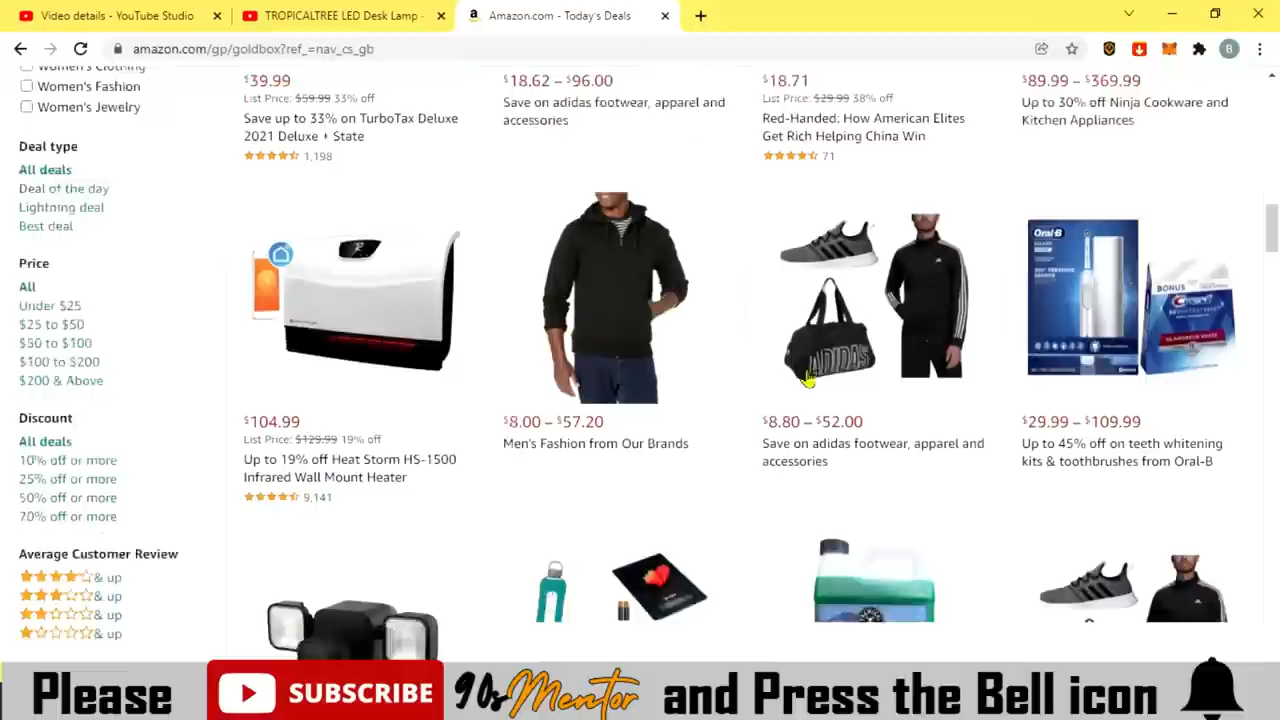 Video details - YouTube Studio
TROPICALTREE LED Desk Lamp -
Amazon.com - Today's Deals
amazon.com/gp/goldbox?ref_=nav_cs_gb
B
Women's Clothing
Women's Fashion
Women's Jewelry
Deal type
All deals
Deal of the day
Lightning deal
Best deal
Price
All
Under $25
$25 to $50
$50 to $100
$100 to $200
$200 & Above
Discount
All deals
10% off or more
25% off or more
50% off or more
70% off or more
Average Customer Review
& up
& up
& up
& up
$39.99
List Price: $59.99 33% off
Save up to 33% on TurboTax Deluxe
2021 Deluxe + State
1,198
$18.62 – $96.00
Save on adidas footwear, apparel and
accessories
$18.71
List Price: $29.99 38% off
Red-Handed: How American Elites
Get Rich Helping China Win
71
$89.99 – $369.99
Up to 30% off Ninja Cookware and
Kitchen Appliances
$104.99
List Price: $129.99 19% off
Up to 19% off Heat Storm HS-1500
Infrared Wall Mount Heater
9,141
$8.00 – $57.20
Men's Fashion from Our Brands
ADIDAS
$8.80 – $52.00
Save on adidas footwear, apparel and
accessories
Oral-B
BONUS
Crest
GLAMOROUS WHITE
$29.99 – $109.99
Up to 45% off on teeth whitening
kits & toothbrushes from Oral-B
Please SUBSCRIBE 90s Mentor and Press the Bell icon